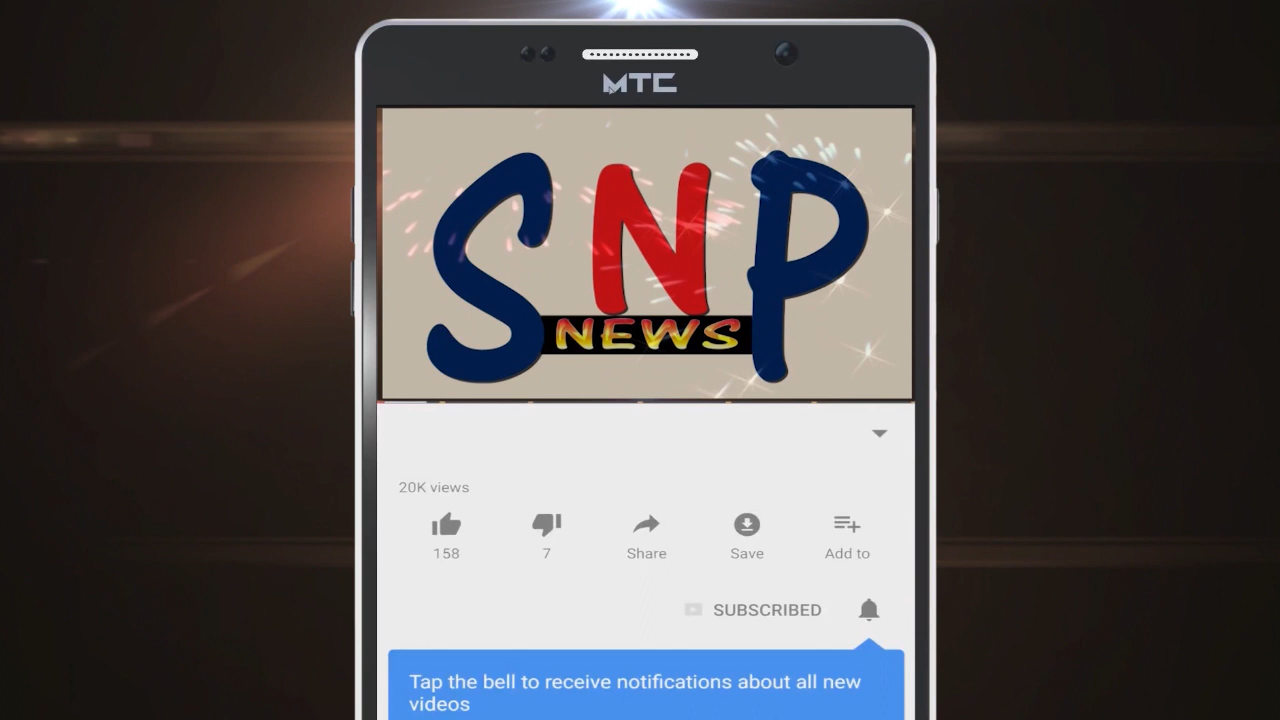 MTC
SNP
NEWS
20K views
158
7
Share
Save
Add to
SUBSCRIBED
Tap the bell to receive notifications about all new
videos